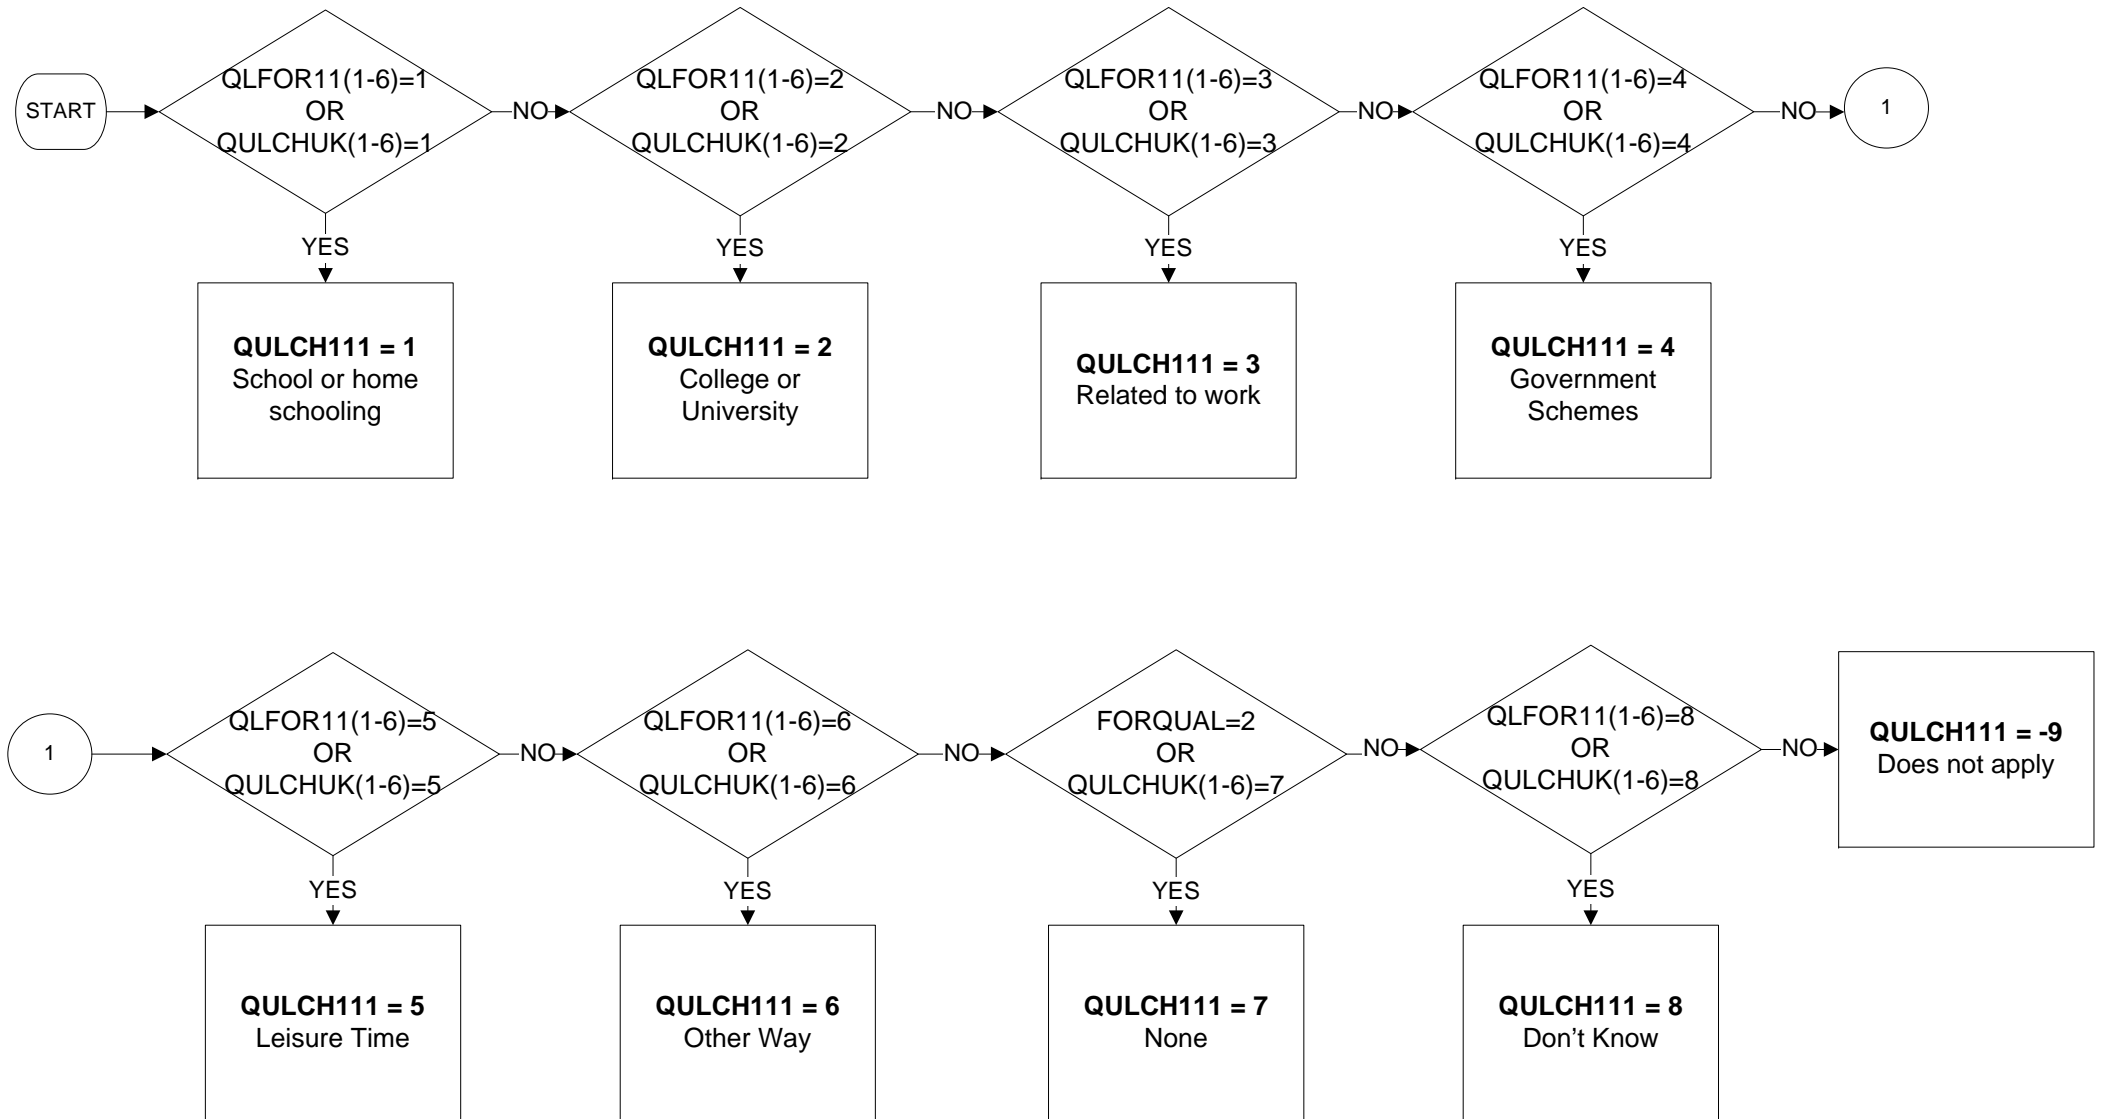 START
QLFOR11(1-6)=1
OR
QULCHUK(1-6)=1
NO
QLFOR11(1-6)=2
OR
QULCHUK(1-6)=2
NO
QLFOR11(1-6)=3
OR
QULCHUK(1-6)=3
NO
QLFOR11(1-6)=4
OR
QULCHUK(1-6)=4
NO
1
YES
YES
YES
YES
QULCH111 = 1
School or home
schooling
QULCH111 = 2
College or
University
QULCH111 = 3
Related to work
QULCH111 = 4
Government
Schemes
1
QLFOR11(1-6)=5
OR
QULCHUK(1-6)=5
NO
QLFOR11(1-6)=6
OR
QULCHUK(1-6)=6
NO
FORQUAL=2
OR
QULCHUK(1-6)=7
NO
QLFOR11(1-6)=8
OR
QULCHUK(1-6)=8
NO
QULCH111 = -9
Does not apply
YES
YES
YES
YES
QULCH111 = 5
Leisure Time
QULCH111 = 6
Other Way
QULCH111 = 7
None
QULCH111 = 8
Don’t Know